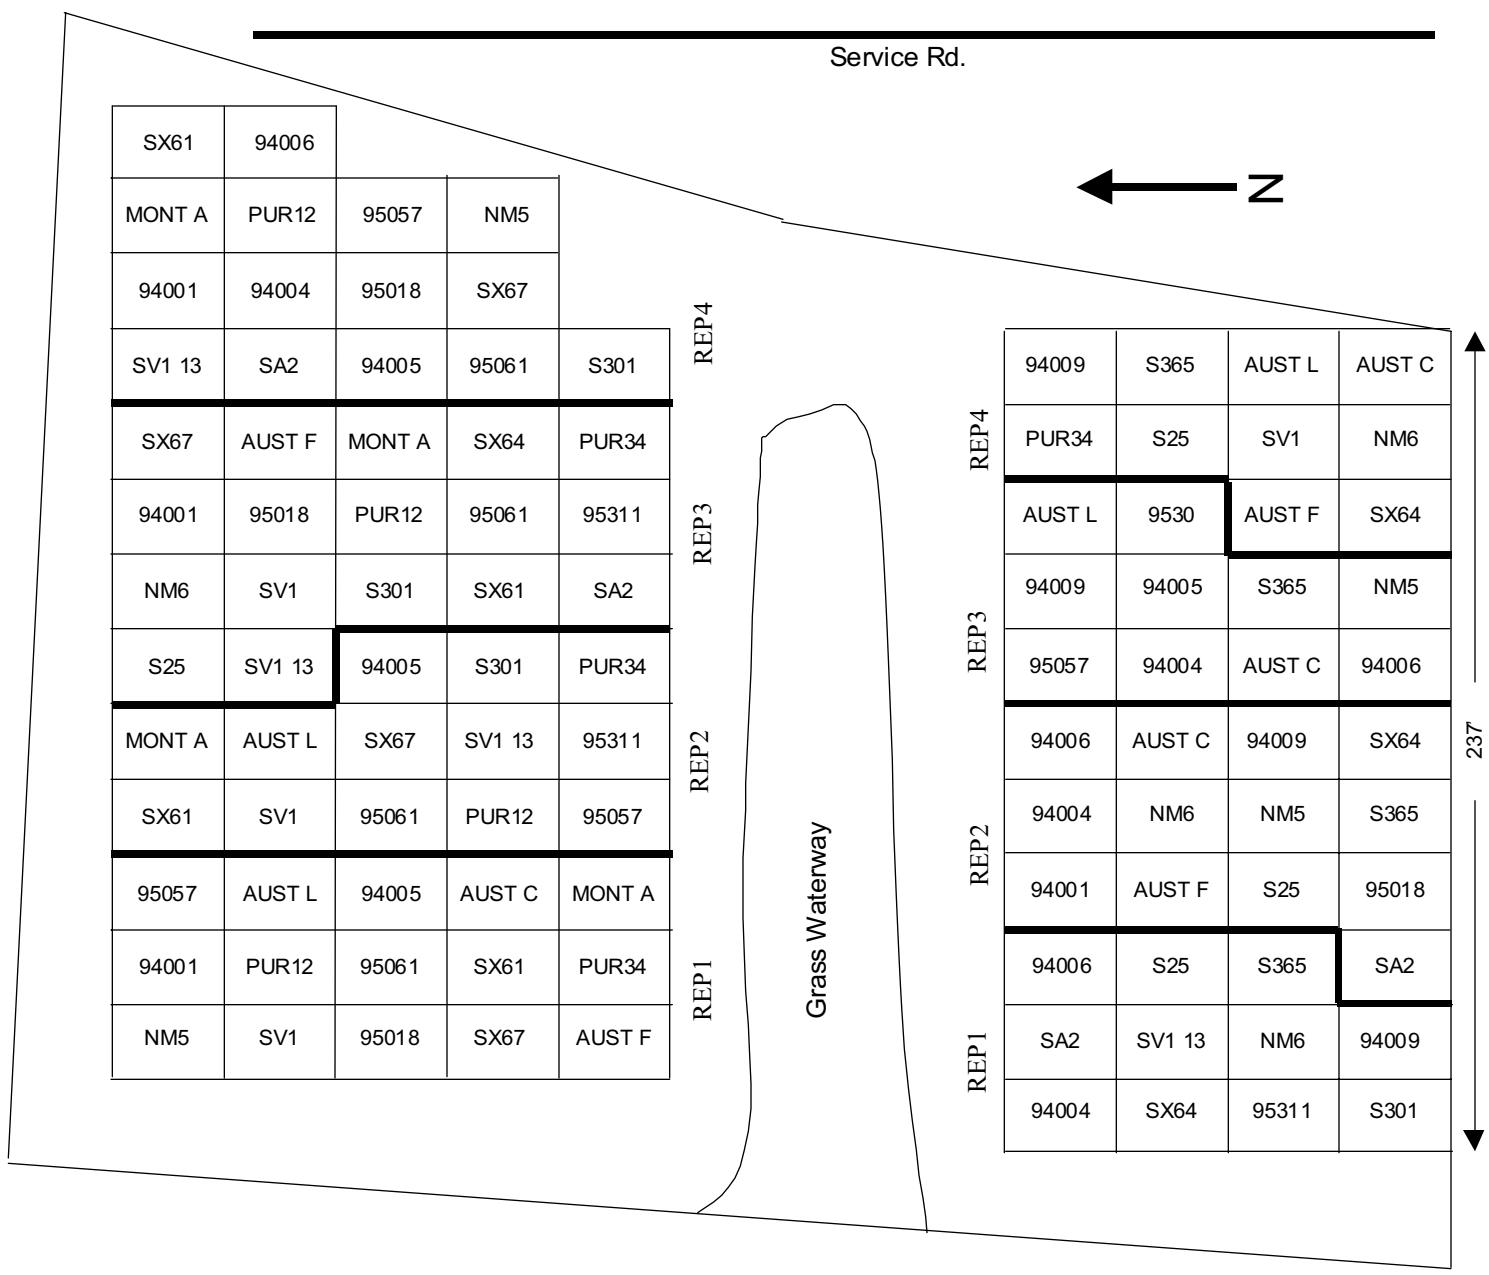 Service Rd.
N
SX61 94006
MONT A PUR12 95057 NM5
94001 94004 95018 SX67
SV1 13 SA2 94005 95061 S301
REP4
SX67 AUST F MONT A SX64 PUR34
94001 95018 PUR12 95061 95311
NM6 SV1 S301 SX61 SA2
S25 SV1 13 94005 S301 PUR34
REP3
MONT A AUST L SX67 SV1 13 95311
SX61 SV1 95061 PUR12 95057
REP2
95057 AUST L 94005 AUST C MONT A
94001 PUR12 95061 SX61 PUR34
NM5 SV1 95018 SX67 AUST F
REP1
Grass Waterway
94009 S365 AUST L AUST C
PUR34 S25 SV1 NM6
REP4
AUST L 9530 AUST F SX64
94009 94005 S365 NM5
95057 94004 AUST C 94006
REP3
94006 AUST C 94009 SX64
94004 NM6 NM5 S365
94001 AUST F S25 95018
REP2
94006 S25 S365 SA2
SA2 SV1 13 NM6 94009
94004 SX64 95311 S301
REP1
237'